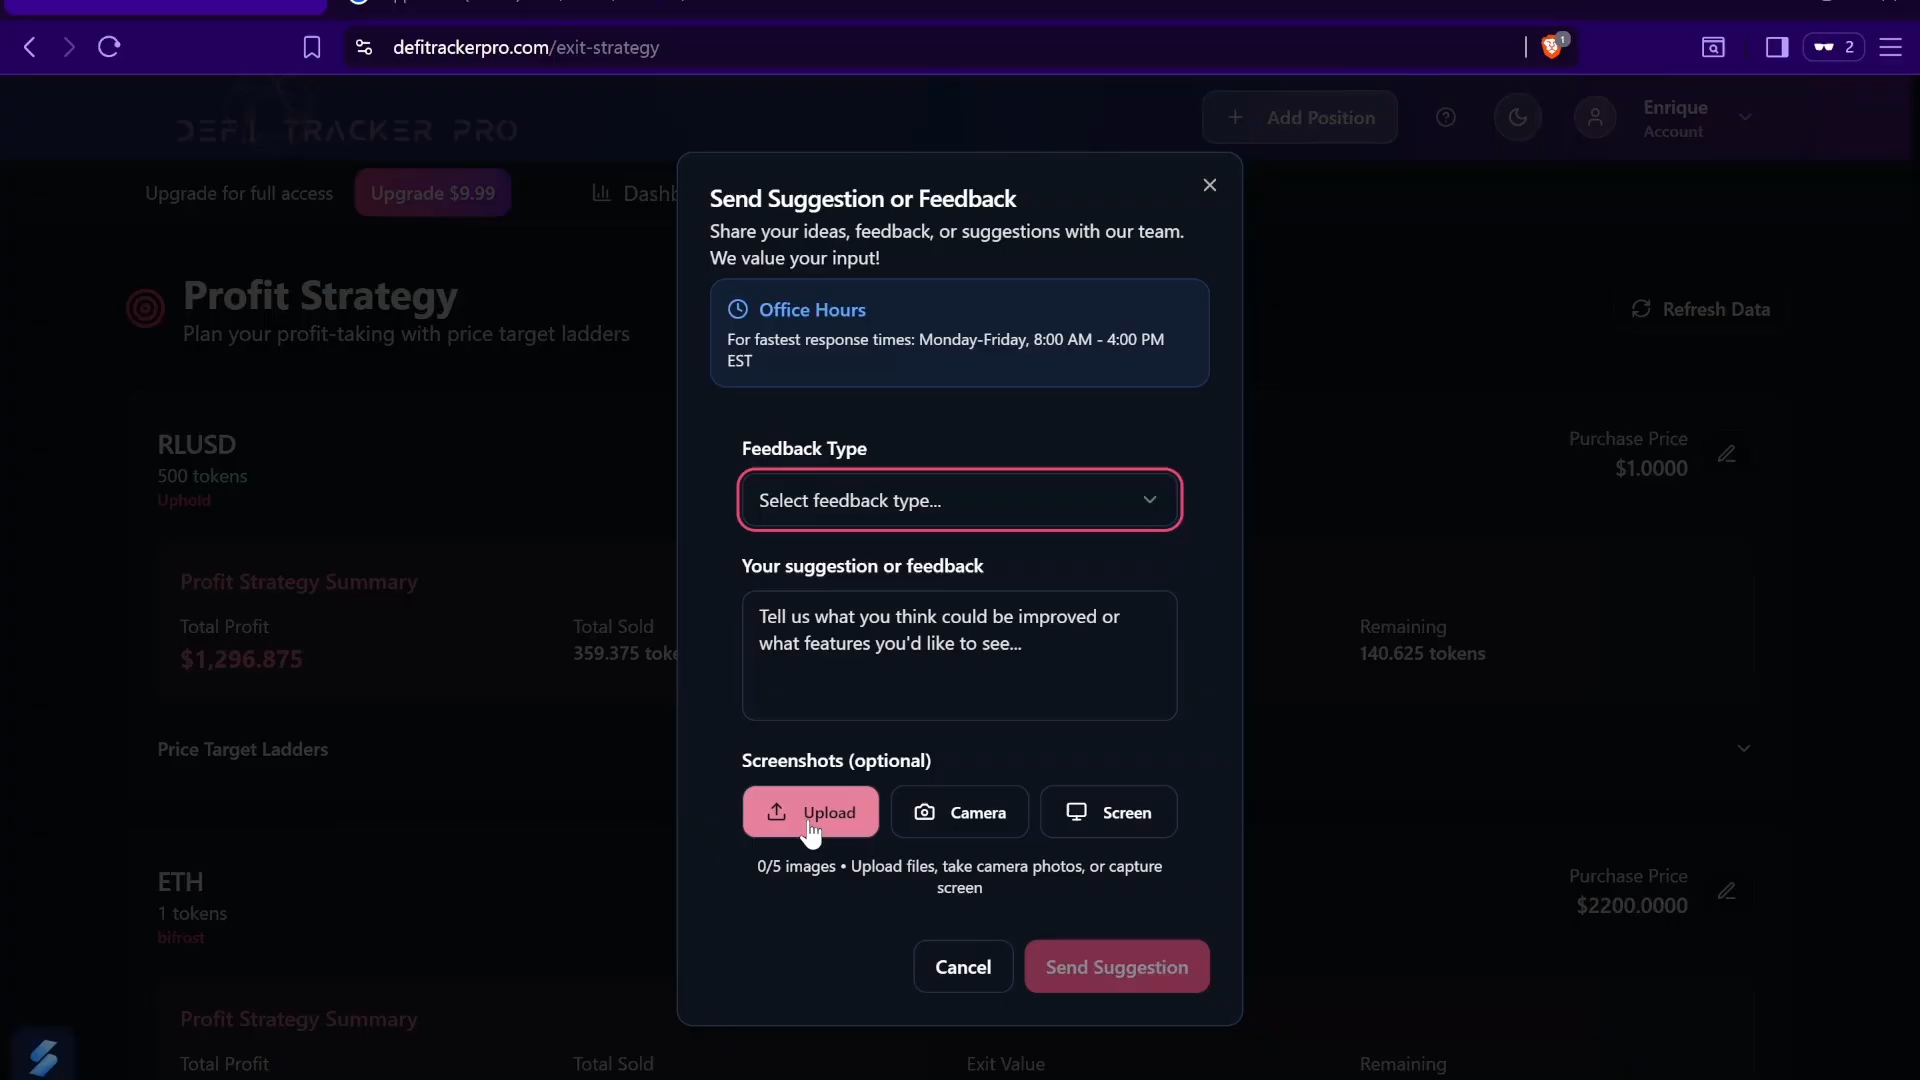 defitrackerpro.com/exit-strategy
1
2
DEFI TRACKER PRO
Add Position
Enrique
Account
Upgrade for full access
Upgrade $9.99
Profit Strategy
Plan your profit-taking with price target ladders
Refresh Data
Send Suggestion or Feedback
Share your ideas, feedback, or suggestions with our team.
We value your input!
Office Hours
For fastest response times: Monday-Friday, 8:00 AM - 4:00 PM
EST
Feedback Type
Select feedback type...
Your suggestion or feedback
Tell us what you think could be improved or
what features you'd like to see...
Screenshots (optional)
Upload
Camera
Screen
0/5 images • Upload files, take camera photos, or capture
screen
Cancel
Send Suggestion
RLUSD
500 tokens
Uphold
Purchase Price
$1.0000
Profit Strategy Summary
Total Profit
$1,296.875
Total Sold
359.375
Remaining
140.625 tokens
Price Target Ladders
ETH
1 tokens
bifrost
Purchase Price
$2200.0000
Profit Strategy Summary
Total Profit
Total Sold
Exit Value
Remaining